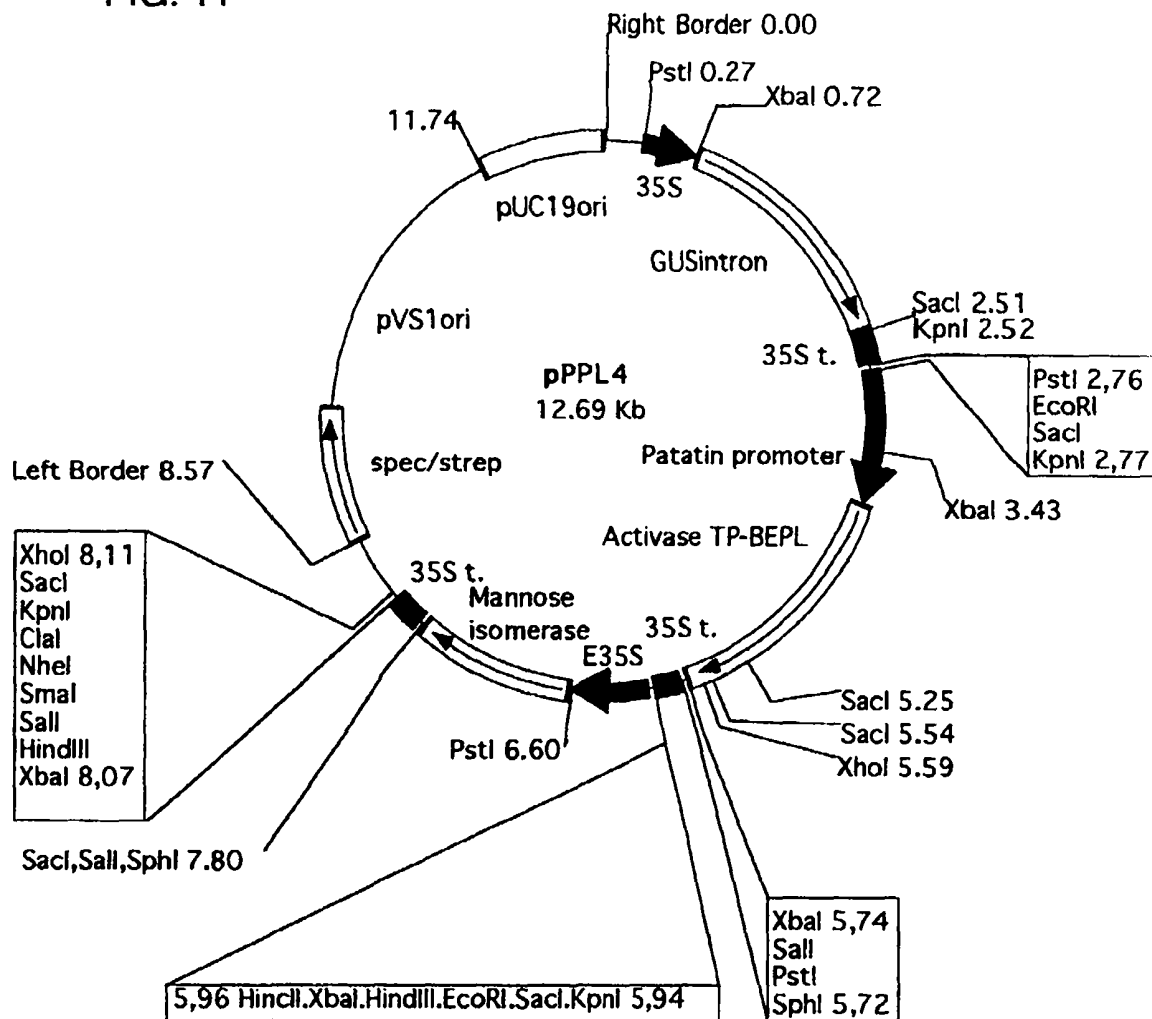 FIG. 11
Right Border 0.00
PstI 0.27
XbaI 0.72
11.74
35S
pUC19ori
GUSintron
SacI 2.51
KpnI 2.52
pVS1ori
35S t.
pPPL4
12.69 Kb
PstI 2,76
EcoRI
SacI
KpnI 2,77
Patatin promoter
spec/strep
Left Border 8.57
XbaI 3.43
Activase TP-BEPL
XhoI 8,11
SacI
KpnI
ClaI
NheI
SmaI
SalI
HindIII
XbaI 8,07
35S t.
Mannose
isomerase
35S t.
E35S
SacI 5.25
SacI 5.54
XhoI 5.59
PstI 6.60
SacI,SalI,SphI 7.80
XbaI 5,74
SalI
PstI
SphI 5,72
5,96 HincII.XbaI.HindIII.EcoRI.SacI.KpnI 5,94